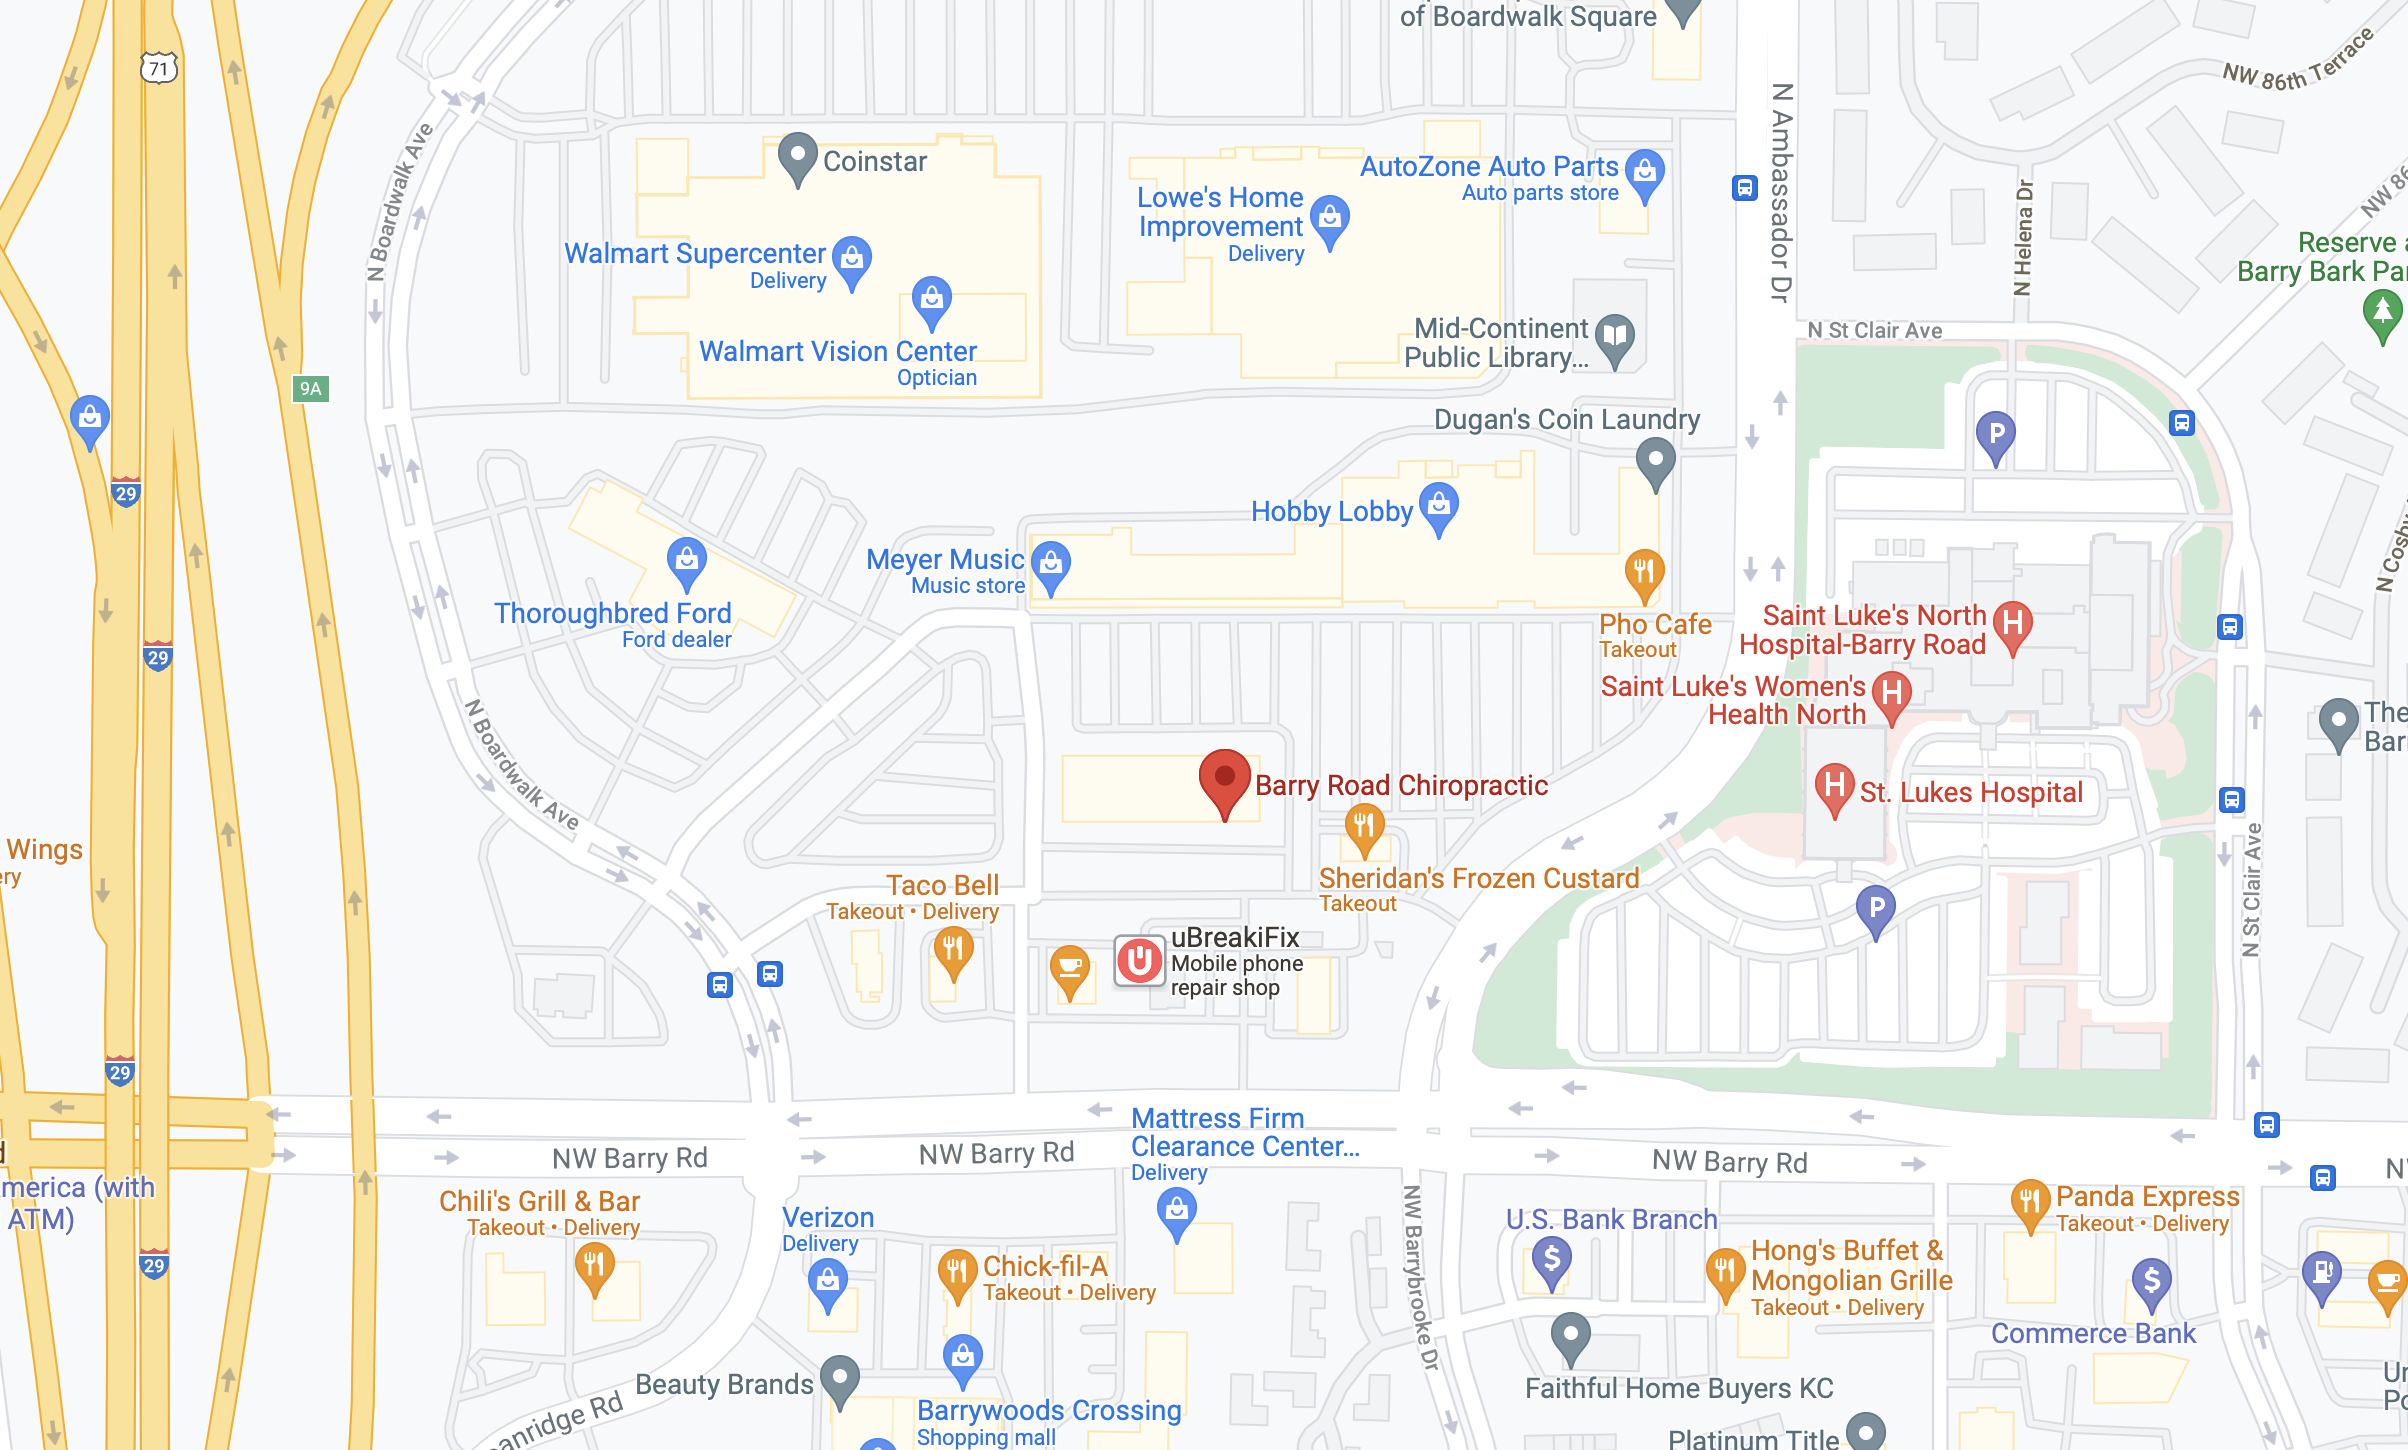 of Boardwalk Square
71
NW 86th Terrace
N Boardwalk Ave
Coinstar
AutoZone Auto Parts
Auto parts store
N Ambassador Dr
Lowe's Home
Improvement
Delivery
N Helena Dr
NW 86
Reserve
Barry Bark Par
Walmart Supercenter
Delivery
N St Clair Ave
Mid-Continent
Public Library...
Walmart Vision Center
Optician
9A
Dugan's Coin Laundry
P
29
Hobby Lobby
Meyer Music
Music store
N Cosby
Thoroughbred Ford
Ford dealer
Pho Cafe
Takeout
Saint Luke's North
Hospital-Barry Road
H
29
Saint Luke's Women's
Health North
H
The
Bar
N Boardwalk Ave
Barry Road Chiropractic
H
St. Lukes Hospital
Wings
ery
Sheridan's Frozen Custard
Takeout
Taco Bell
Takeout • Delivery
P
N St Clair Ave
uBreakiFix
Mobile phone
repair shop
29
Mattress Firm
Clearance Center...
Delivery
NW Barry Rd
NW Barry Rd
NW Barry Rd
d
merica (with
ATM)
Chili's Grill & Bar
Takeout • Delivery
Verizon
Delivery
NW Barrybrooke Dr
U.S. Bank Branch
$
Panda Express
Takeout • Delivery
29
Chick-fil-A
Takeout • Delivery
Hong's Buffet &
Mongolian Grille
Takeout • Delivery
$
Commerce Bank
Beauty Brands
Faithful Home Buyers KC
Barrywoods Crossing
Shopping mall
anridge Rd
Platinum Title